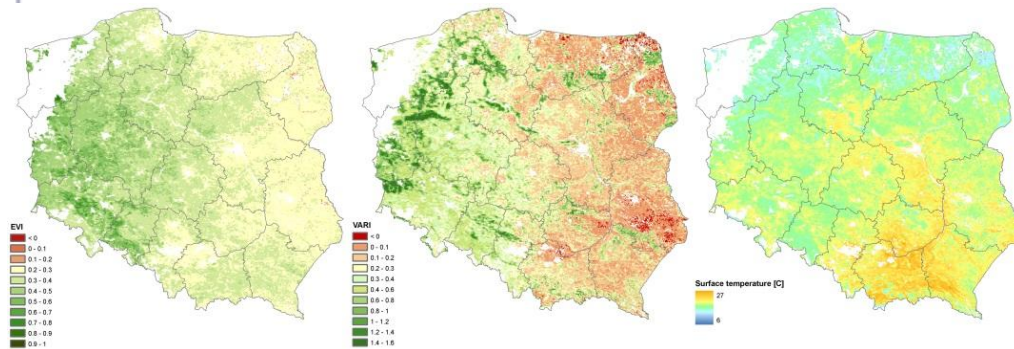 EVI
< 0
0 - 0.1
0.1 - 0.2
0.2 - 0.3
0.3 - 0.4
0.4 - 0.5
0.5 - 0.6
0.6 - 0.7
0.7 - 0.8
0.8 - 0.9
0.9 - 1
VARI
< 0
0 - 0.1
0.1 - 0.2
0.2 - 0.3
0.3 - 0.4
0.4 - 0.6
0.6 - 0.8
0.8 - 1
1 - 1.2
1.2 - 1.4
1.4 - 1.6
Surface temperature [C]
27
6